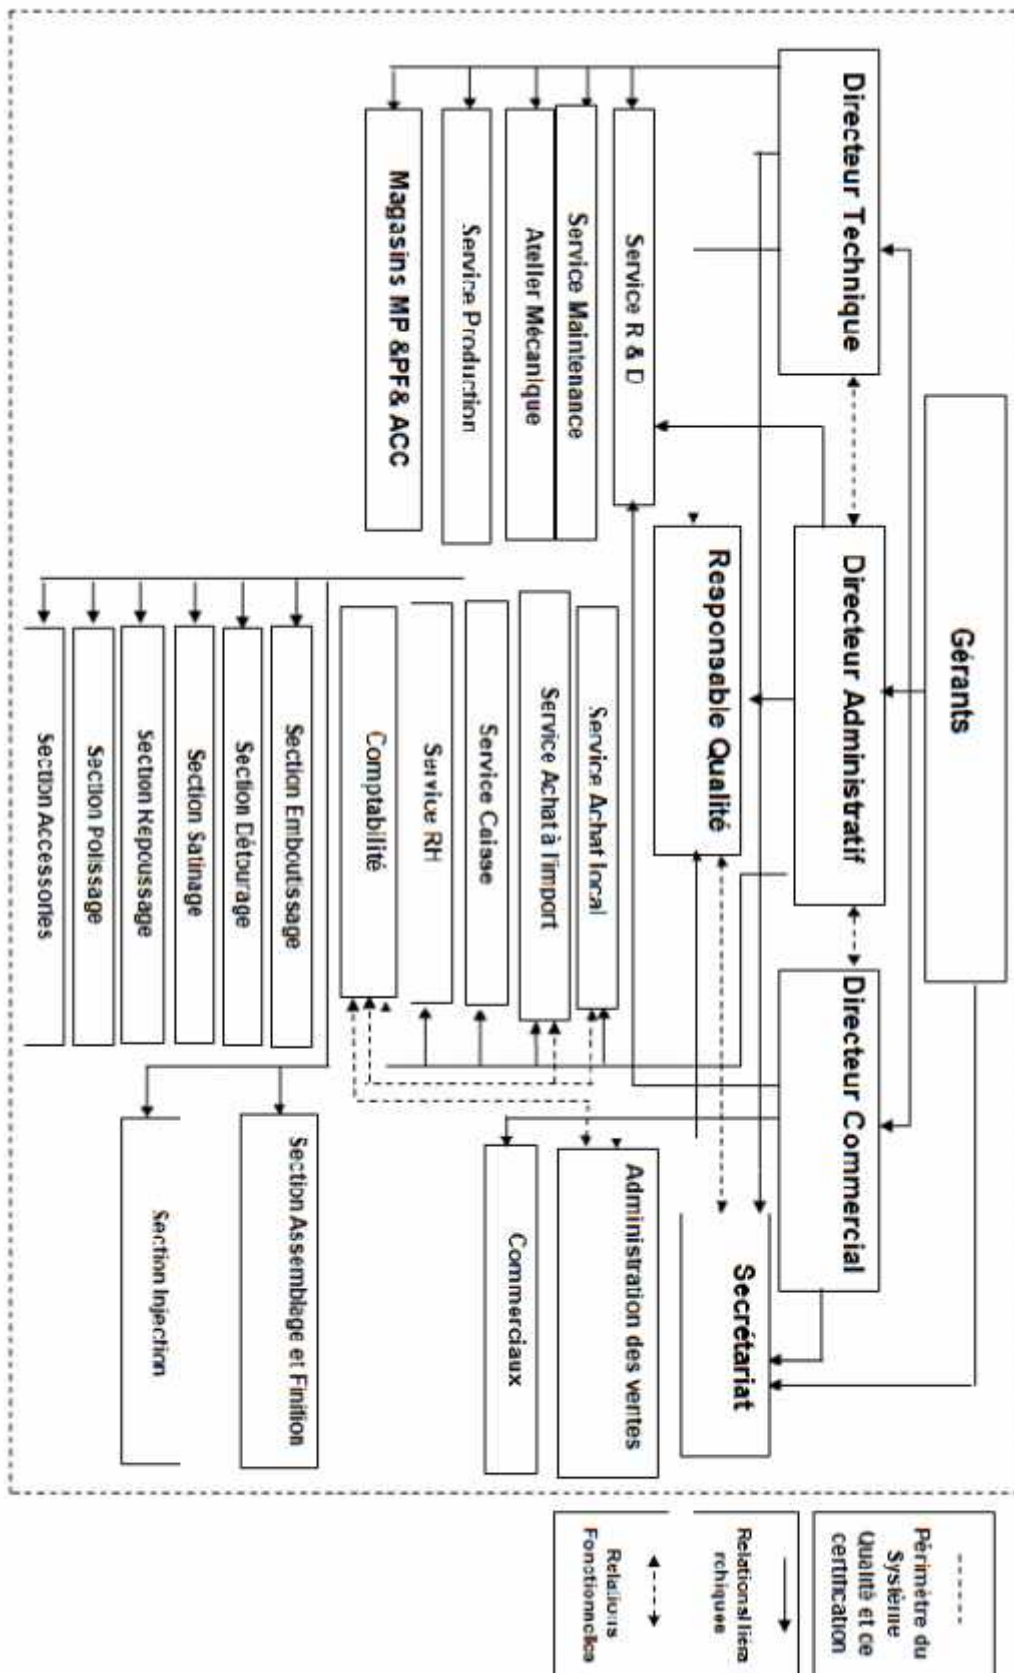 Gérants
Directeur Technique
Directeur Administratif
Directeur Commercial
Responsable Qualité
Secrétariat
Service R & D
Service Maintenance
Atelier Mécanique
Service Production
Magasins MP &PF& ACC
Service Achat local
Service Achat à l'import
Service Caisse
Service RH
Comptabilité
Administration des ventes
Commerciaux
Section Emboutissage
Section Détourage
Section Satinage
Section Repoussage
Section Polissage
Section Accessories
Section Assemblage et Finition
Section Injection
Périmètre du
Système
Qualité et de
certification
Relations Hiéra
rchiques
Relations
Fonctionnelles